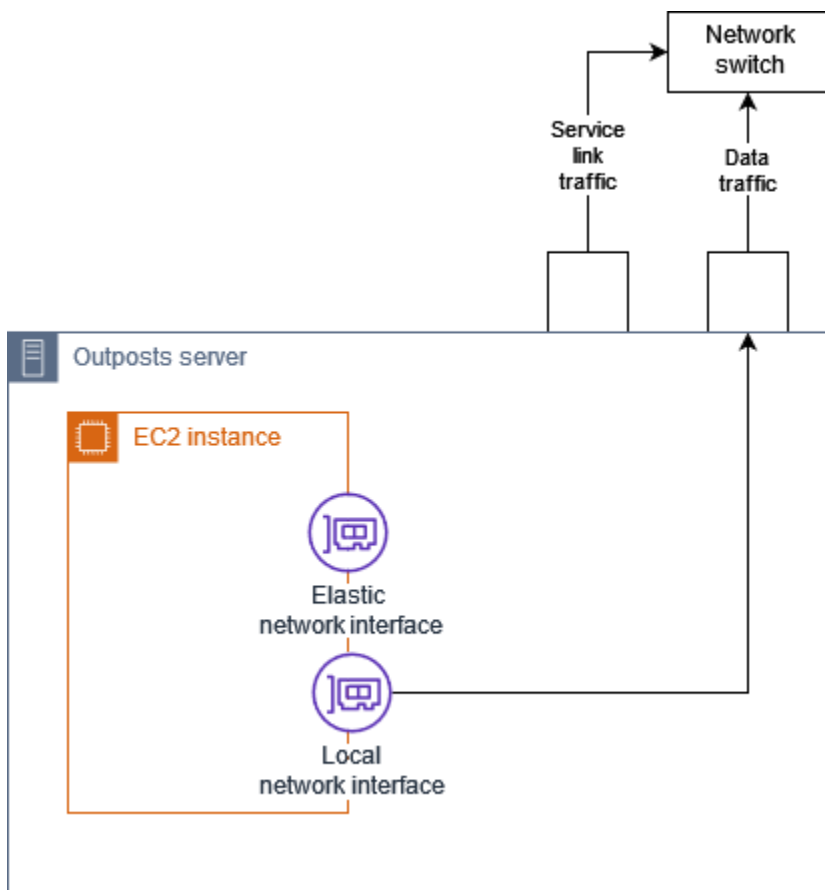 Network
switch
Service
link
traffic
Data
traffic
Outposts server
EC2 instance
Elastic
network interface
Local
network interface